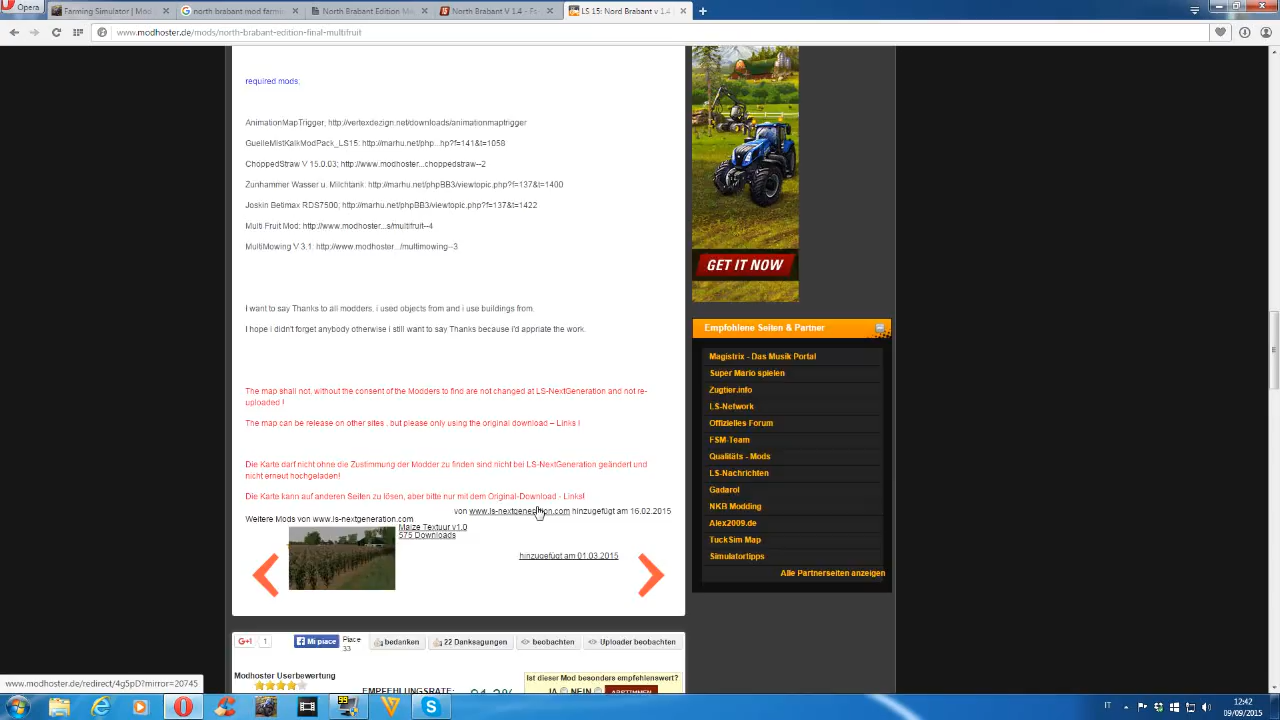 Opera
Farming Simulator | Mod
north brabant mod farmin
Nord Brabant Edition Ma
North Brabant V 1.4 - Fa
LS 15: Nord Brabant v 1.4
www.modhoster.de/mods/north-brabant-edition-final-multifruit
required mods:
AnimationMapTrigger, http://vertexdezign.net/downloads/animationmaptrigger
GuelleMistKalkModPack_LS15: http://marhu.net/php...hp?f=141&t=1058
ChoppedStraw V 15.0.03; http://www.modhoster...choppedstraw--2
Zunhammer Wasser u. Milchtank: http://marhu.net/phpBB3/viewtopic.php?f=137&t=1400
Joskin Betimax RDS7500; http://marhu.net/phpBB3/viewtopic.php?f=137&t=1422
Multi Fruit Mod: http://www.modhoster...s/multifruit--4
MultiMowing V 3.1: http://www.modhoster.../multimowing--3
I want to say Thanks to all modders, i used objects from and i use buildings from.
I hope i didn't forget anybody otherwise i still want to say Thanks because i'd appriate the work.
The map shall not, without the consent of the Modders to find are not changed at LS-NextGeneration and not re-
uploaded !
The map can be release on other sites , but please only using the original download – Links !
Die Karte darf nicht ohne die Zustimmung der Modder zu finden sind nicht bei LS-NextGeneration geändert und
nicht erneut hochgeladen!
Die Karte kann auf anderen Seiten zu lösen, aber bitte nur mit dem Original-Download - Links!
von www.ls-nextgeneration.com hinzugefügt am 16.02.2015
Weitere Mods von www.ls-nextgeneration.com
Maize Textuur v1.0
575 Downloads
hinzugefügt am 01.03.2015
G+1
1
Mi piace
Piace
33
bedanken
22 Danksagungen
beobachten
Uploader beobachten
Modhoster Userbewertung
EMPFEHLUNGSRATE:
Ist dieser Mod besonders empfehlenswert?
JA
NEIN
ABSTIMMEN
GET IT NOW
Empfohlene Seiten & Partner
Magistrix - Das Musik Portal
Super Mario spielen
Zugtier.info
LS-Network
Offizielles Forum
FSM-Team
Qualitäts - Mods
LS-Nachrichten
Gadarol
NKB Modding
Alex2009.de
TuckSim Map
Simulatortipps
Alle Partnerseiten anzeigen
www.modhoster.de/redirect/4g5pD?mirror=20745
IT
12:42
09/09/2015